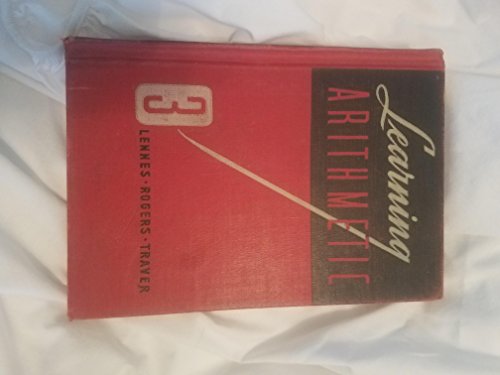 Learning
ARITHMETIC
3
LENNES · ROGERS · TRAVER